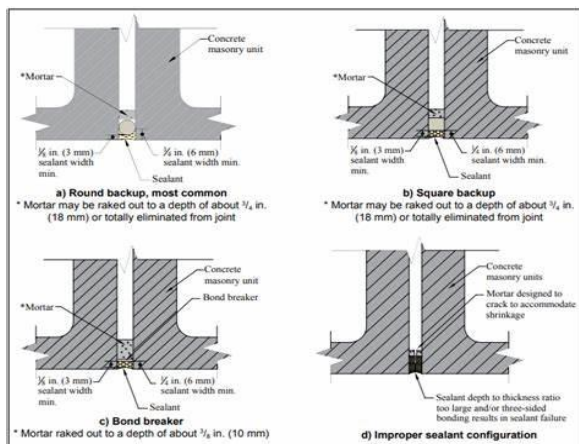 Concrete
masonry unit
*Mortar
⅛ in. (3 mm)
sealant width
min.
¼ in. (6 mm)
sealant width min.
Sealant
a) Round backup, most common
* Mortar may be raked out to a depth of about ¾ in.
(18 mm) or totally eliminated from joint
Concrete
masonry unit
*Mortar
⅛ in. (3 mm)
sealant width
min.
¼ in. (6 mm)
sealant width min.
Sealant
b) Square backup
* Mortar may be raked out to a depth of about ¾ in.
(18 mm) or totally eliminated from joint
Concrete
masonry unit
Bond breaker
*Mortar
⅛ in. (3 mm)
sealant width
min.
¼ in. (6 mm)
sealant width min.
Sealant
c) Bond breaker
* Mortar raked out to a depth of about ⅜ in. (10 mm)
Concrete
masonry units
Mortar designed to
crack to accommodate
shrinkage
Sealant depth to thickness ratio
too large and/or three-sided
bonding results in sealant failure
d) Improper sealant configuration